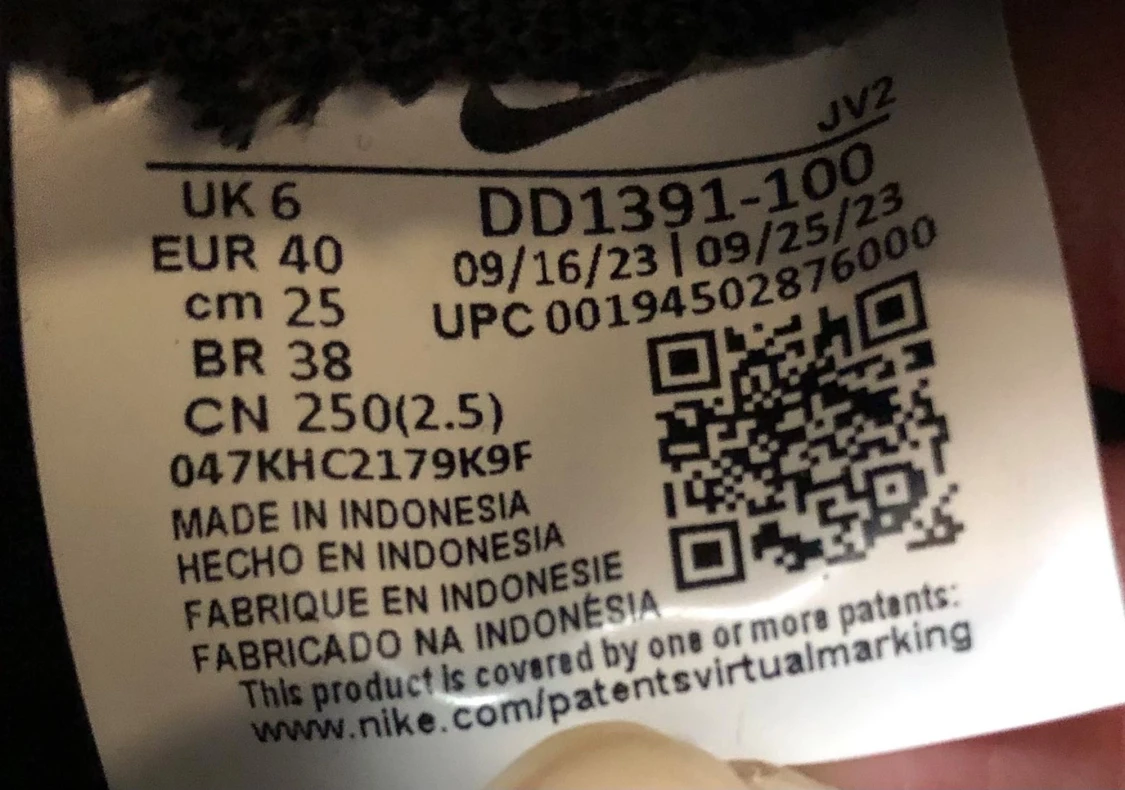 JV2
UK 6
EUR 40
cm 25
BR 38
CN 250(2.5)
DD1391-100
09/16/23 | 09/25/23
UPC 00194502876000
047KHC2179K9F
MADE IN INDONESIA
HECHO EN INDONESIA
FABRIQUE EN INDONESIE
FABRICADO NA INDONÉSIA
This product is covered by one or more patents:
www.nike.com/patentsvirtualmarking